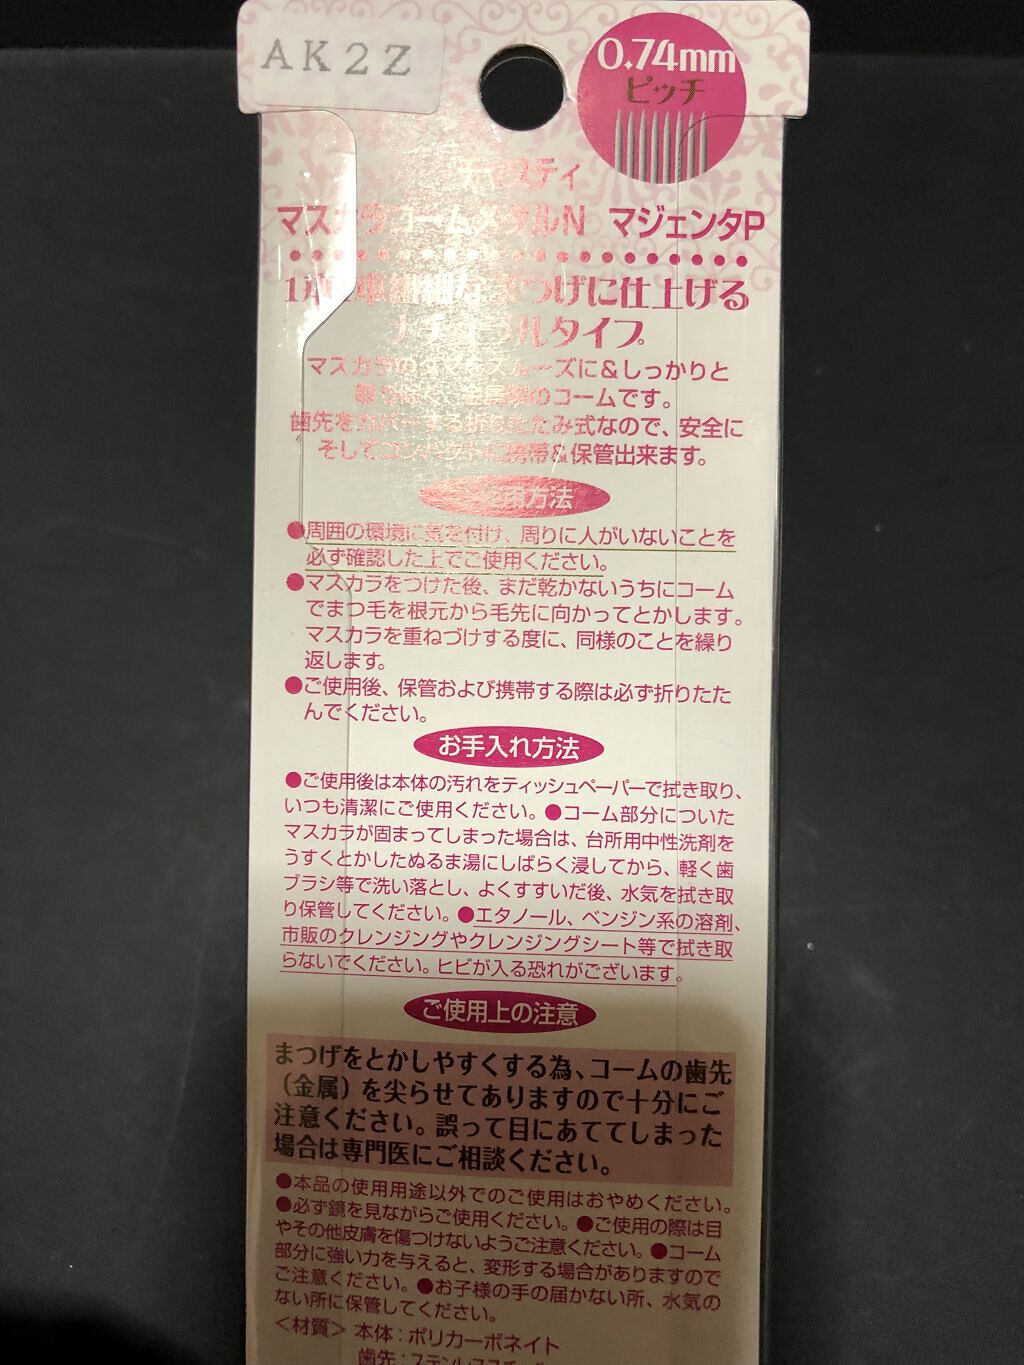 AK2Z
0.74mm
ピッチ
ティ
マスカラコームメタルN マジェンタP
つげに仕上げる
ナチュラルタイプ
マスカラの スムーズに&しっかりと
のコームです。
歯先をカバーする折りたたみ式なので、安全に
そしてコンパクトに携帯&保管出来ます。
使用方法
●周囲の環境に気を付け、周りに人がいないことを
必ず確認した上でご使用ください。
●マスカラをつけた後、まだ乾かないうちにコーム
でまつ毛を根元から毛先に向かってとかします。
マスカラを重ねづけする度に、同様のことを繰り
返します。
●ご使用後、保管および携帯する際は必ず折りたた
んでください。
お手入れ方法
●ご使用後は本体の汚れをティッシュペーパーで拭き取り、
いつも清潔にご使用ください。●コーム部分についた
マスカラが固まってしまった場合は、台所用中性洗剤を
うすくとかしたぬるま湯にしばらく浸してから、軽く歯
ブラシ等で洗い落とし、よくすすいだ後、水気を拭き取
り保管してください。●エタノール、ベンジン系の溶剤、
市販のクレンジングやクレンジングシート等で拭き取
らないでください。ヒビが入る恐れがございます。
ご使用上の注意
まつげをとかしやすくする為、コームの歯先
(金属)を尖らせてありますので十分にご
注意ください。誤って目にあててしまった
場合は専門医にご相談ください。
●本品の使用用途以外でのご使用はおやめください。
●必ず鏡を見ながらご使用ください。●ご使用の際は目
やその他皮膚を傷つけないようご注意ください。●コーム
部分に強い力を与えると、変形する場合がありますので
ご注意ください。●お子様の手の届かない所、水気の
ない所に保管してください。
<材質>本体:ポリカーボネイト
歯先:ステンレススチール